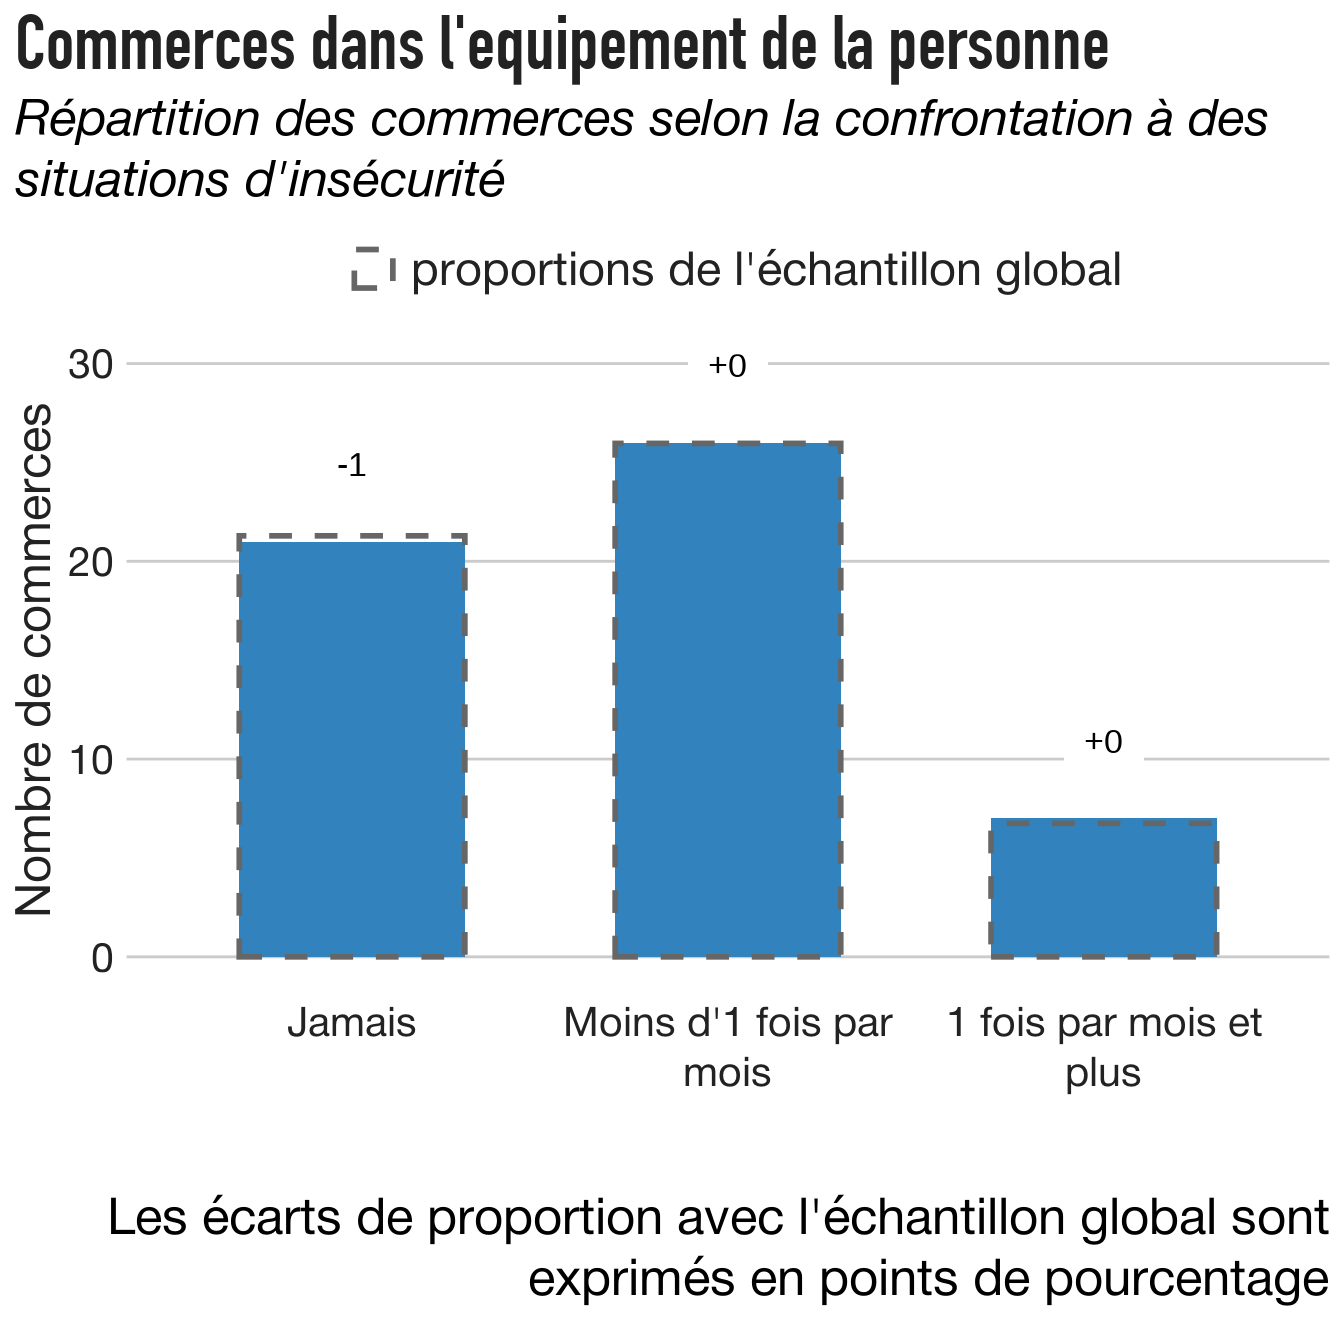 Commerces dans l'equipement de la personne
Répartition des commerces selon la confrontation à des
situations d'insécurité
proportions de l'échantillon global
Nombre de commerces
30
20
10
0
-1
+0
+0
Jamais
Moins d'1 fois par
mois
1 fois par mois et
plus
Les écarts de proportion avec l'échantillon global sont
exprimés en points de pourcentage